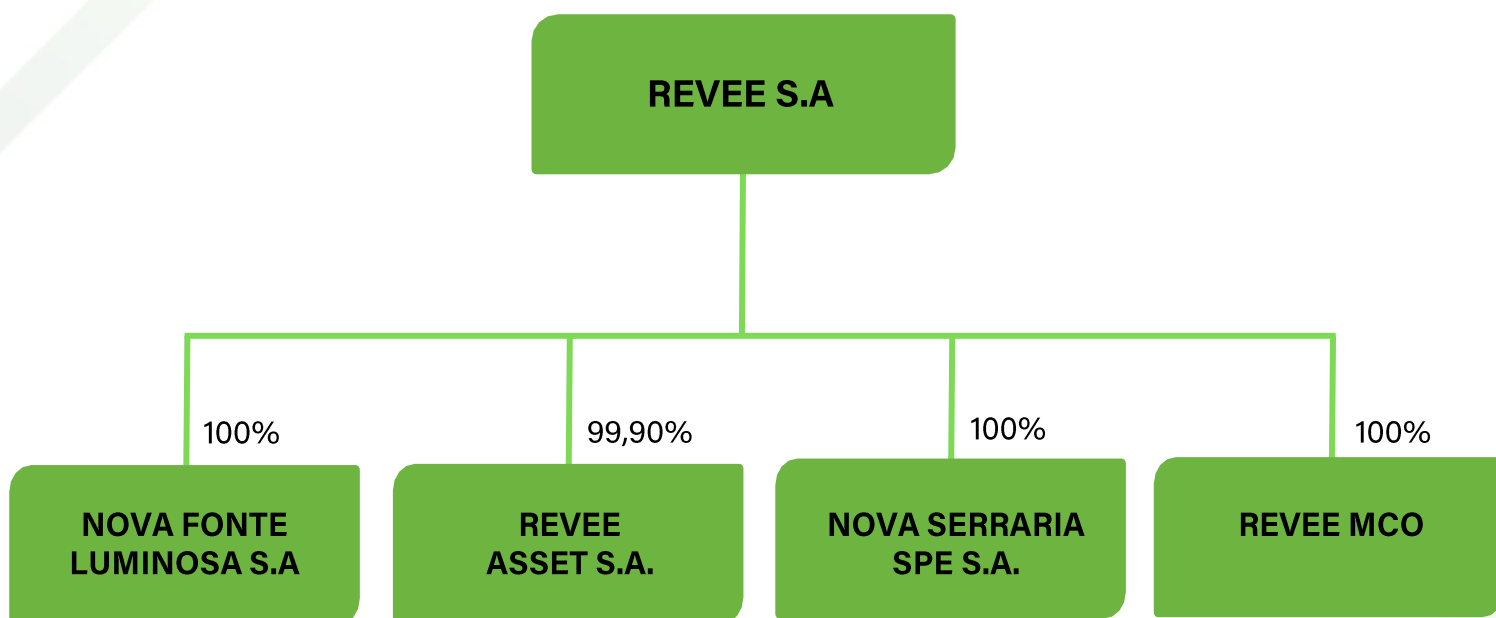 REVEE S.A
100%
99,90%
100%
100%
NOVA FONTE
LUMINOSA S.A
REVEE
ASSET S.A.
NOVA SERRARIA
SPE S.A.
REVEE MCO